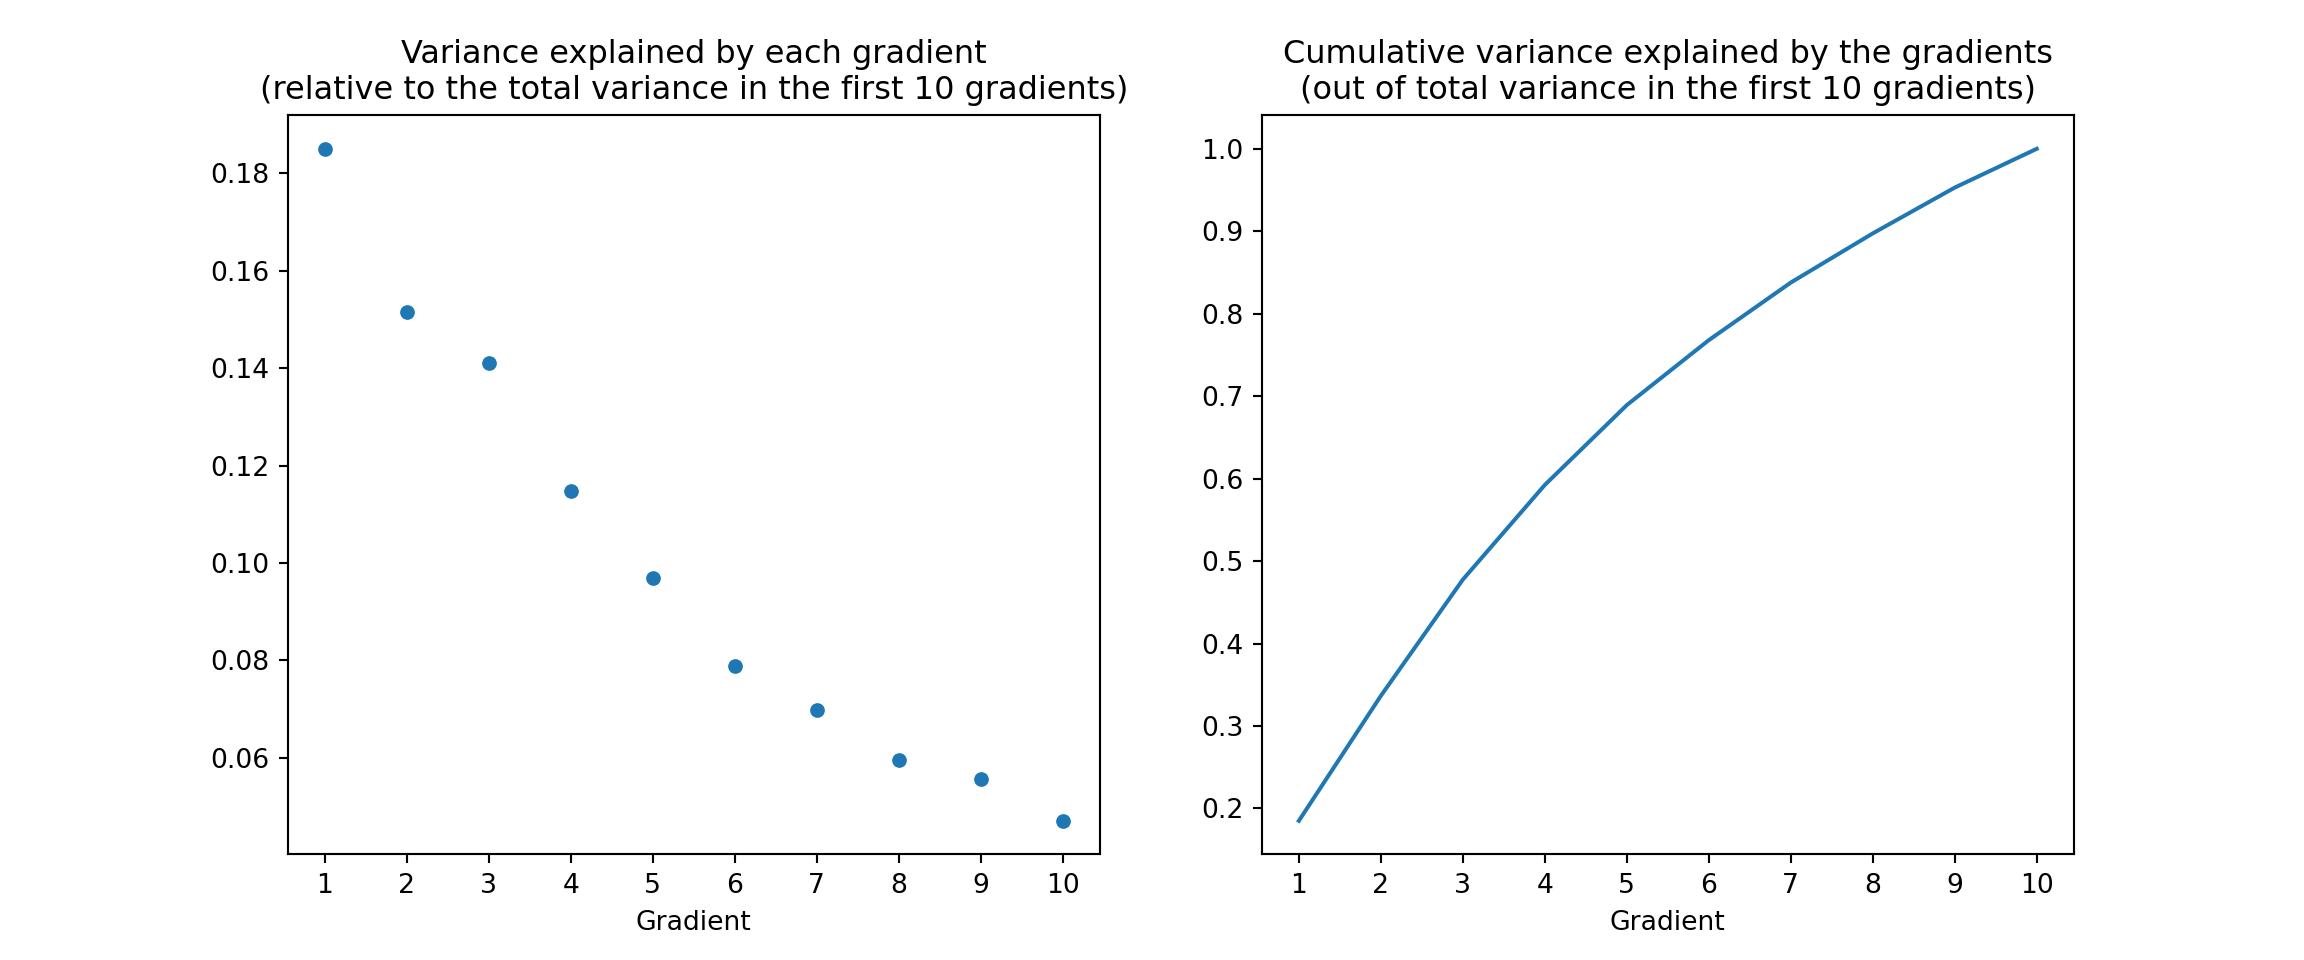 Variance explained by each gradient
(relative to the total variance in the first 10 gradients)
0.18
0.16
0.14
0.12
0.10
0.08
0.06
1 2 3 4 5 6 7 8 9 10
Gradient
Cumulative variance explained by the gradients
(out of total variance in the first 10 gradients)
1.0
0.9
0.8
0.7
0.6
0.5
0.4
0.3
0.2
1 2 3 4 5 6 7 8 9 10
Gradient